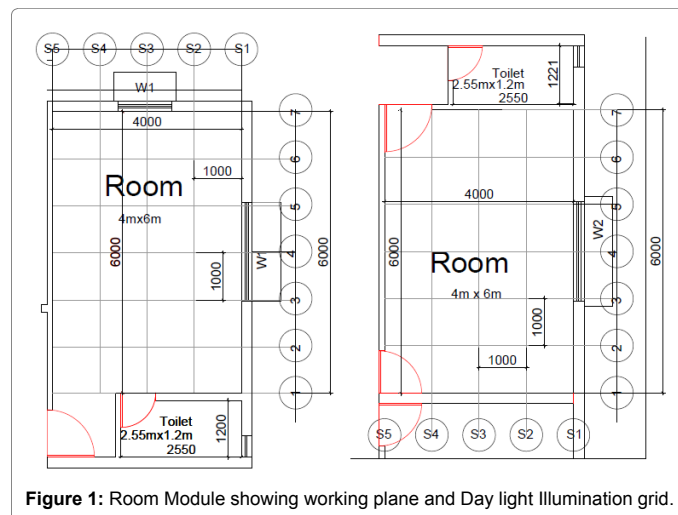 S5 S4 S3 S2 S1
W1
4000
7
6
1000
Room
4mx6m
5
6000
1000
W1
4
6000
3
2
1
Toilet
2.55mx1.2m
2550
1200
Toilet
2.55mx1.2m
2550
1221
7
6
4000
5
W2
6000
Room
4m x 6m
4
6000
3
1000
1000
2
1
S5 S4 S3 S2 S1
Figure 1: Room Module showing working plane and Day light Illumination grid.